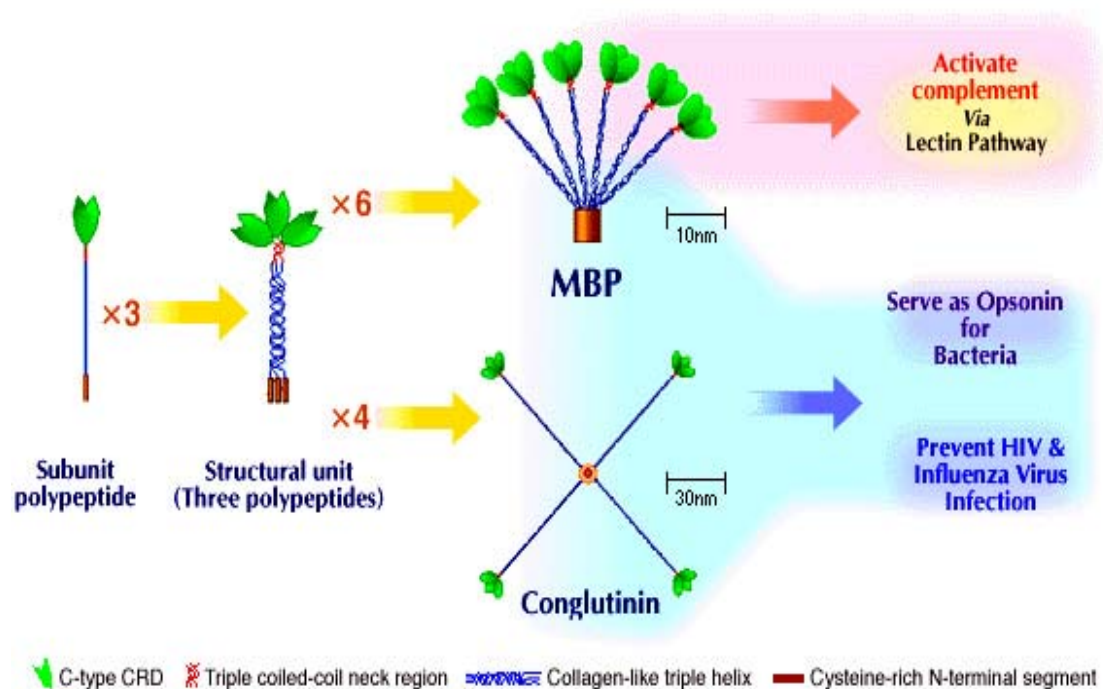 Activate
complement
Via
Lectin Pathway
×6
10nm
MBP
×3
Serve as Opsonin
for
Bacteria
×4
Subunit
polypeptide
Structural unit
(Three polypeptides)
30nm
Prevent HIV &
Influenza Virus
Infection
Conglutinin
C-type CRD
Triple coiled-coil neck region
Collagen-like triple helix
Cysteine-rich N-terminal segment